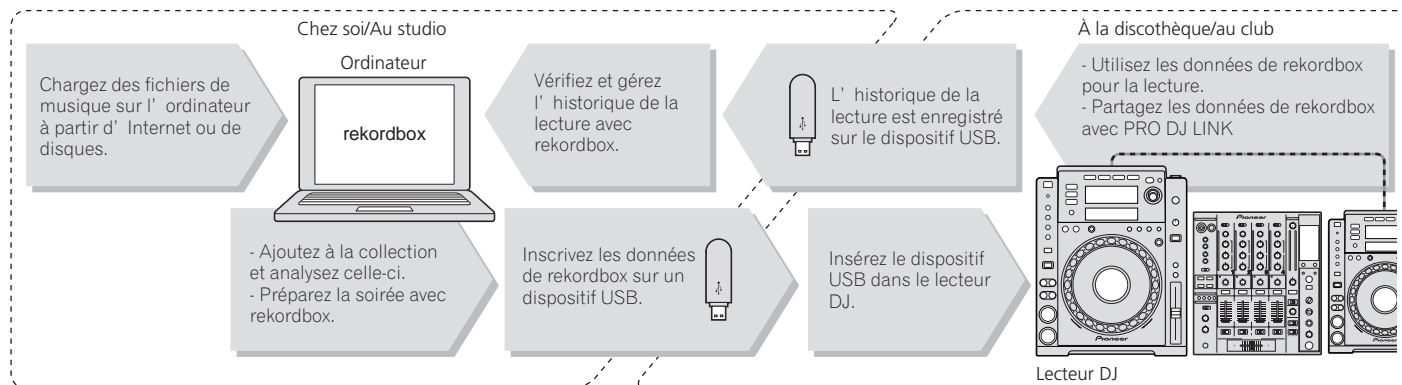 Chez soi/Au studio
À la discothèque/au club
Chargez des fichiers de
musique sur l’ ordinateur
à partir d’ Internet ou de
disques.
Ordinateur
rekordbox
Vérifiez et gérez
l’ historique de la
lecture avec
rekordbox.
L’ historique de la
lecture est enregistré
sur le dispositif USB.
- Utilisez les données de rekordbox
pour la lecture.
- Partagez les données de rekordbox
avec PRO DJ LINK
- Ajoutez à la collection
et analysez celle-ci.
- Préparez la soirée avec
rekordbox.
Inscrivez les données
de rekordbox sur un
dispositif USB.
Insérez le dispositif
USB dans le lecteur
DJ.
Pioneer
Pioneer
Pioneer
Lecteur DJ